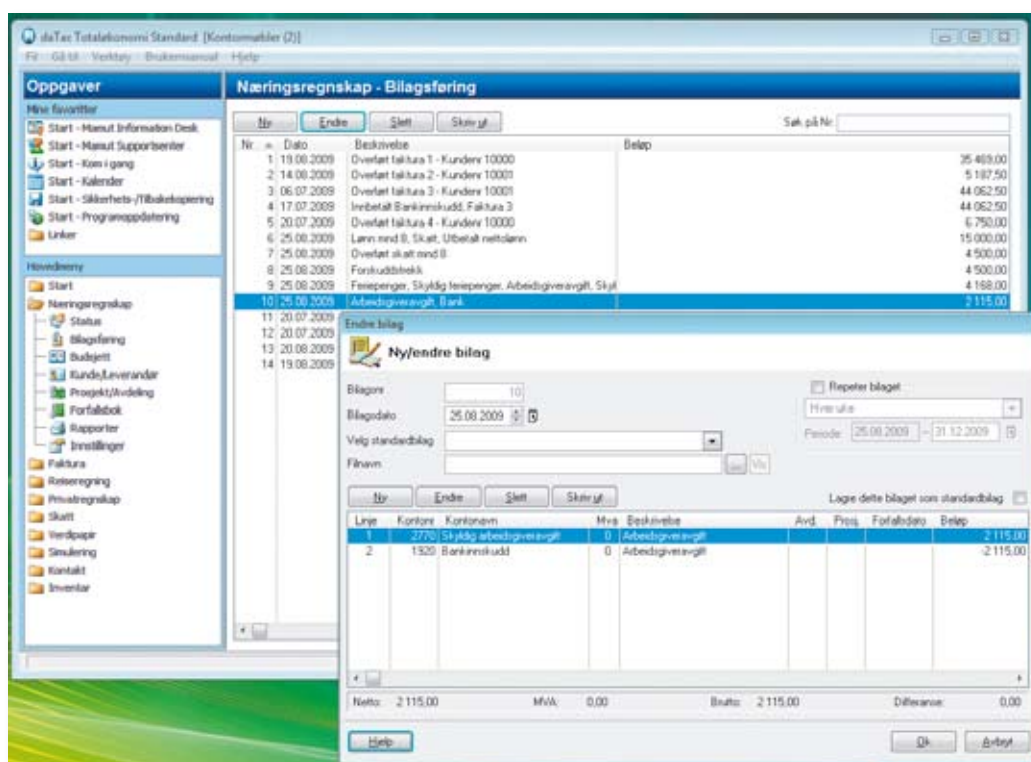 daTax Totaløkonomi Standard [Kontormøbler (2)]
Fil Gå til Verktøy Brukermanual Hjelp
Oppgaver
Mine favoritter
Start - Mamut Information Desk
Start - Mamut Supportsenter
Start - Kom i gang
Start - Kalender
Start - Sikkerhets-/Tilbakekopiering
Start - Programoppdatering
Linker
Hovedmeny
Start
Næringsregnskap
Status
Bilagsføring
Budsjett
Kunde/Leverandør
Prosjekt/Avdeling
Forfallsbok
Rapporter
Innstillinger
Faktura
Reiseregning
Privatregnskap
Skatt
Verdipapir
Simulering
Kontakt
Inventar
Næringsregnskap - Bilagsføring
Ny Endre Slett Skriv ut Søk på Nr
Nr Dato Beskrivelse Beløp
1 19.08.2009 Overført faktura 1 - Kundenr 10000 35 469,00
2 14.08.2009 Overført faktura 2 - Kundenr 10001 5 187,50
3 06.07.2009 Overført faktura 3 - Kundenr 10001 44 062,50
4 17.07.2009 Innbetalt Bankinnskudd, Faktura 3 44 062,50
5 20.07.2009 Overført faktura 4 - Kundenr 10000 6 750,00
6 25.08.2009 Lønn mnd 8, Skatt, Utbetalt nettolønn 15 000,00
7 25.08.2009 Overført skatt mnd 8 4 500,00
8 25.08.2009 Forskuddstrekk 4 500,00
9 25.08.2009 Feriepenger, Skyldig feriepenger, Arbeidsgiveravgift, Skyl 4 168,00
10 25.08.2009 Arbeidsgiveravgift, Bank 2 115,00
11 20.07.2009
12 20.07.2009
13 20.08.2009
14 19.08.2009
Endre bilag
Ny/endre bilag
Bilagsnr 10
Repeter bilaget
Bilagsdato 25.08.2009
Hver uke
Periode: 25.08.2009 - 31.12.2009
Velg standardbilag
Filnavn ... Vis
Ny Endre Slett Skriv ut Lagre dette bilaget som standardbilag
Linje Kontonr Kontonavn Mva Beskrivelse Avd. Prosj. Forfallsdato Beløp
1 2770 Skyldig arbeidsgiveravgift 0 Arbeidsgiveravgift 2 115,00
2 1920 Bankinnskudd 0 Arbeidsgiveravgift -2 115,00
Netto: 2 115,00 MVA: 0,00 Brutto: 2 115,00 Differanse: 0,00
Hjelp Ok Avbryt